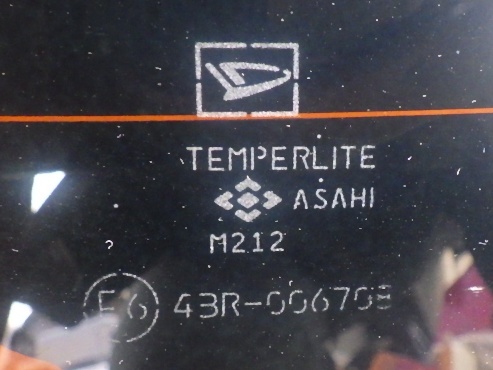 TEMPERLITE
ASAHI
M212
E6 43R-006708